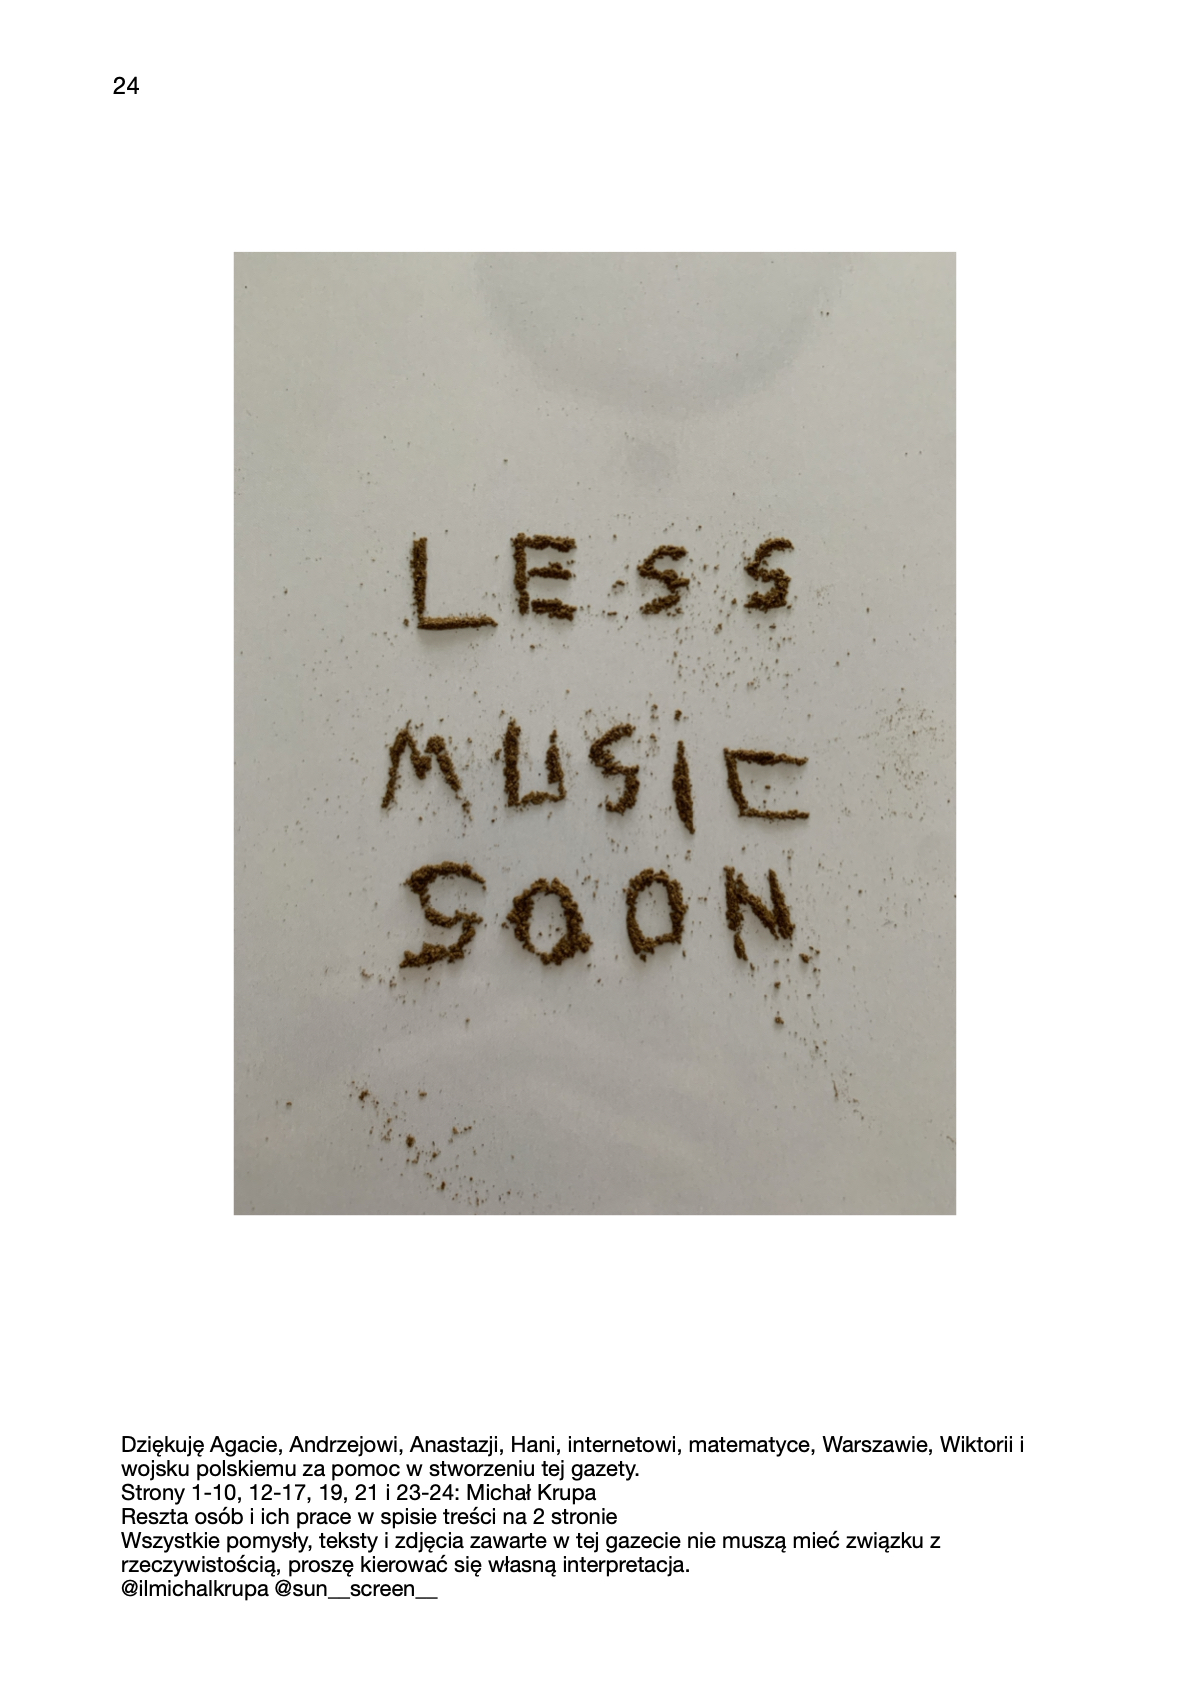 24
LESS
MUSIC
SOON
Dziękuję Agacie, Andrzejowi, Anastazji, Hani, internetowi, matematyce, Warszawie, Wiktorii i
wojsku polskiemu za pomoc w stworzeniu tej gazety.
Strony 1-10, 12-17, 19, 21 i 23-24: Michał Krupa
Reszta osób i ich prace w spisie treści na 2 stronie
Wszystkie pomysły, teksty i zdjęcia zawarte w tej gazecie nie muszą mieć związku z
rzeczywistością, proszę kierować się własną interpretacja.
@ilmichalkrupa @sun__screen__